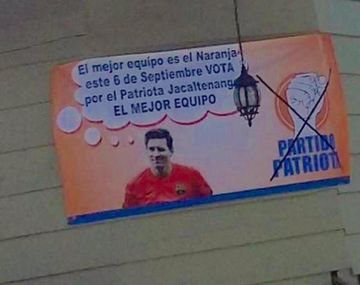 El mejor equipo es el Naranja
este 6 de Septiembre VOTA
por el Patriota Jacaltenango
EL MEJOR EQUIPO
PARTIDO
PATRIOTA